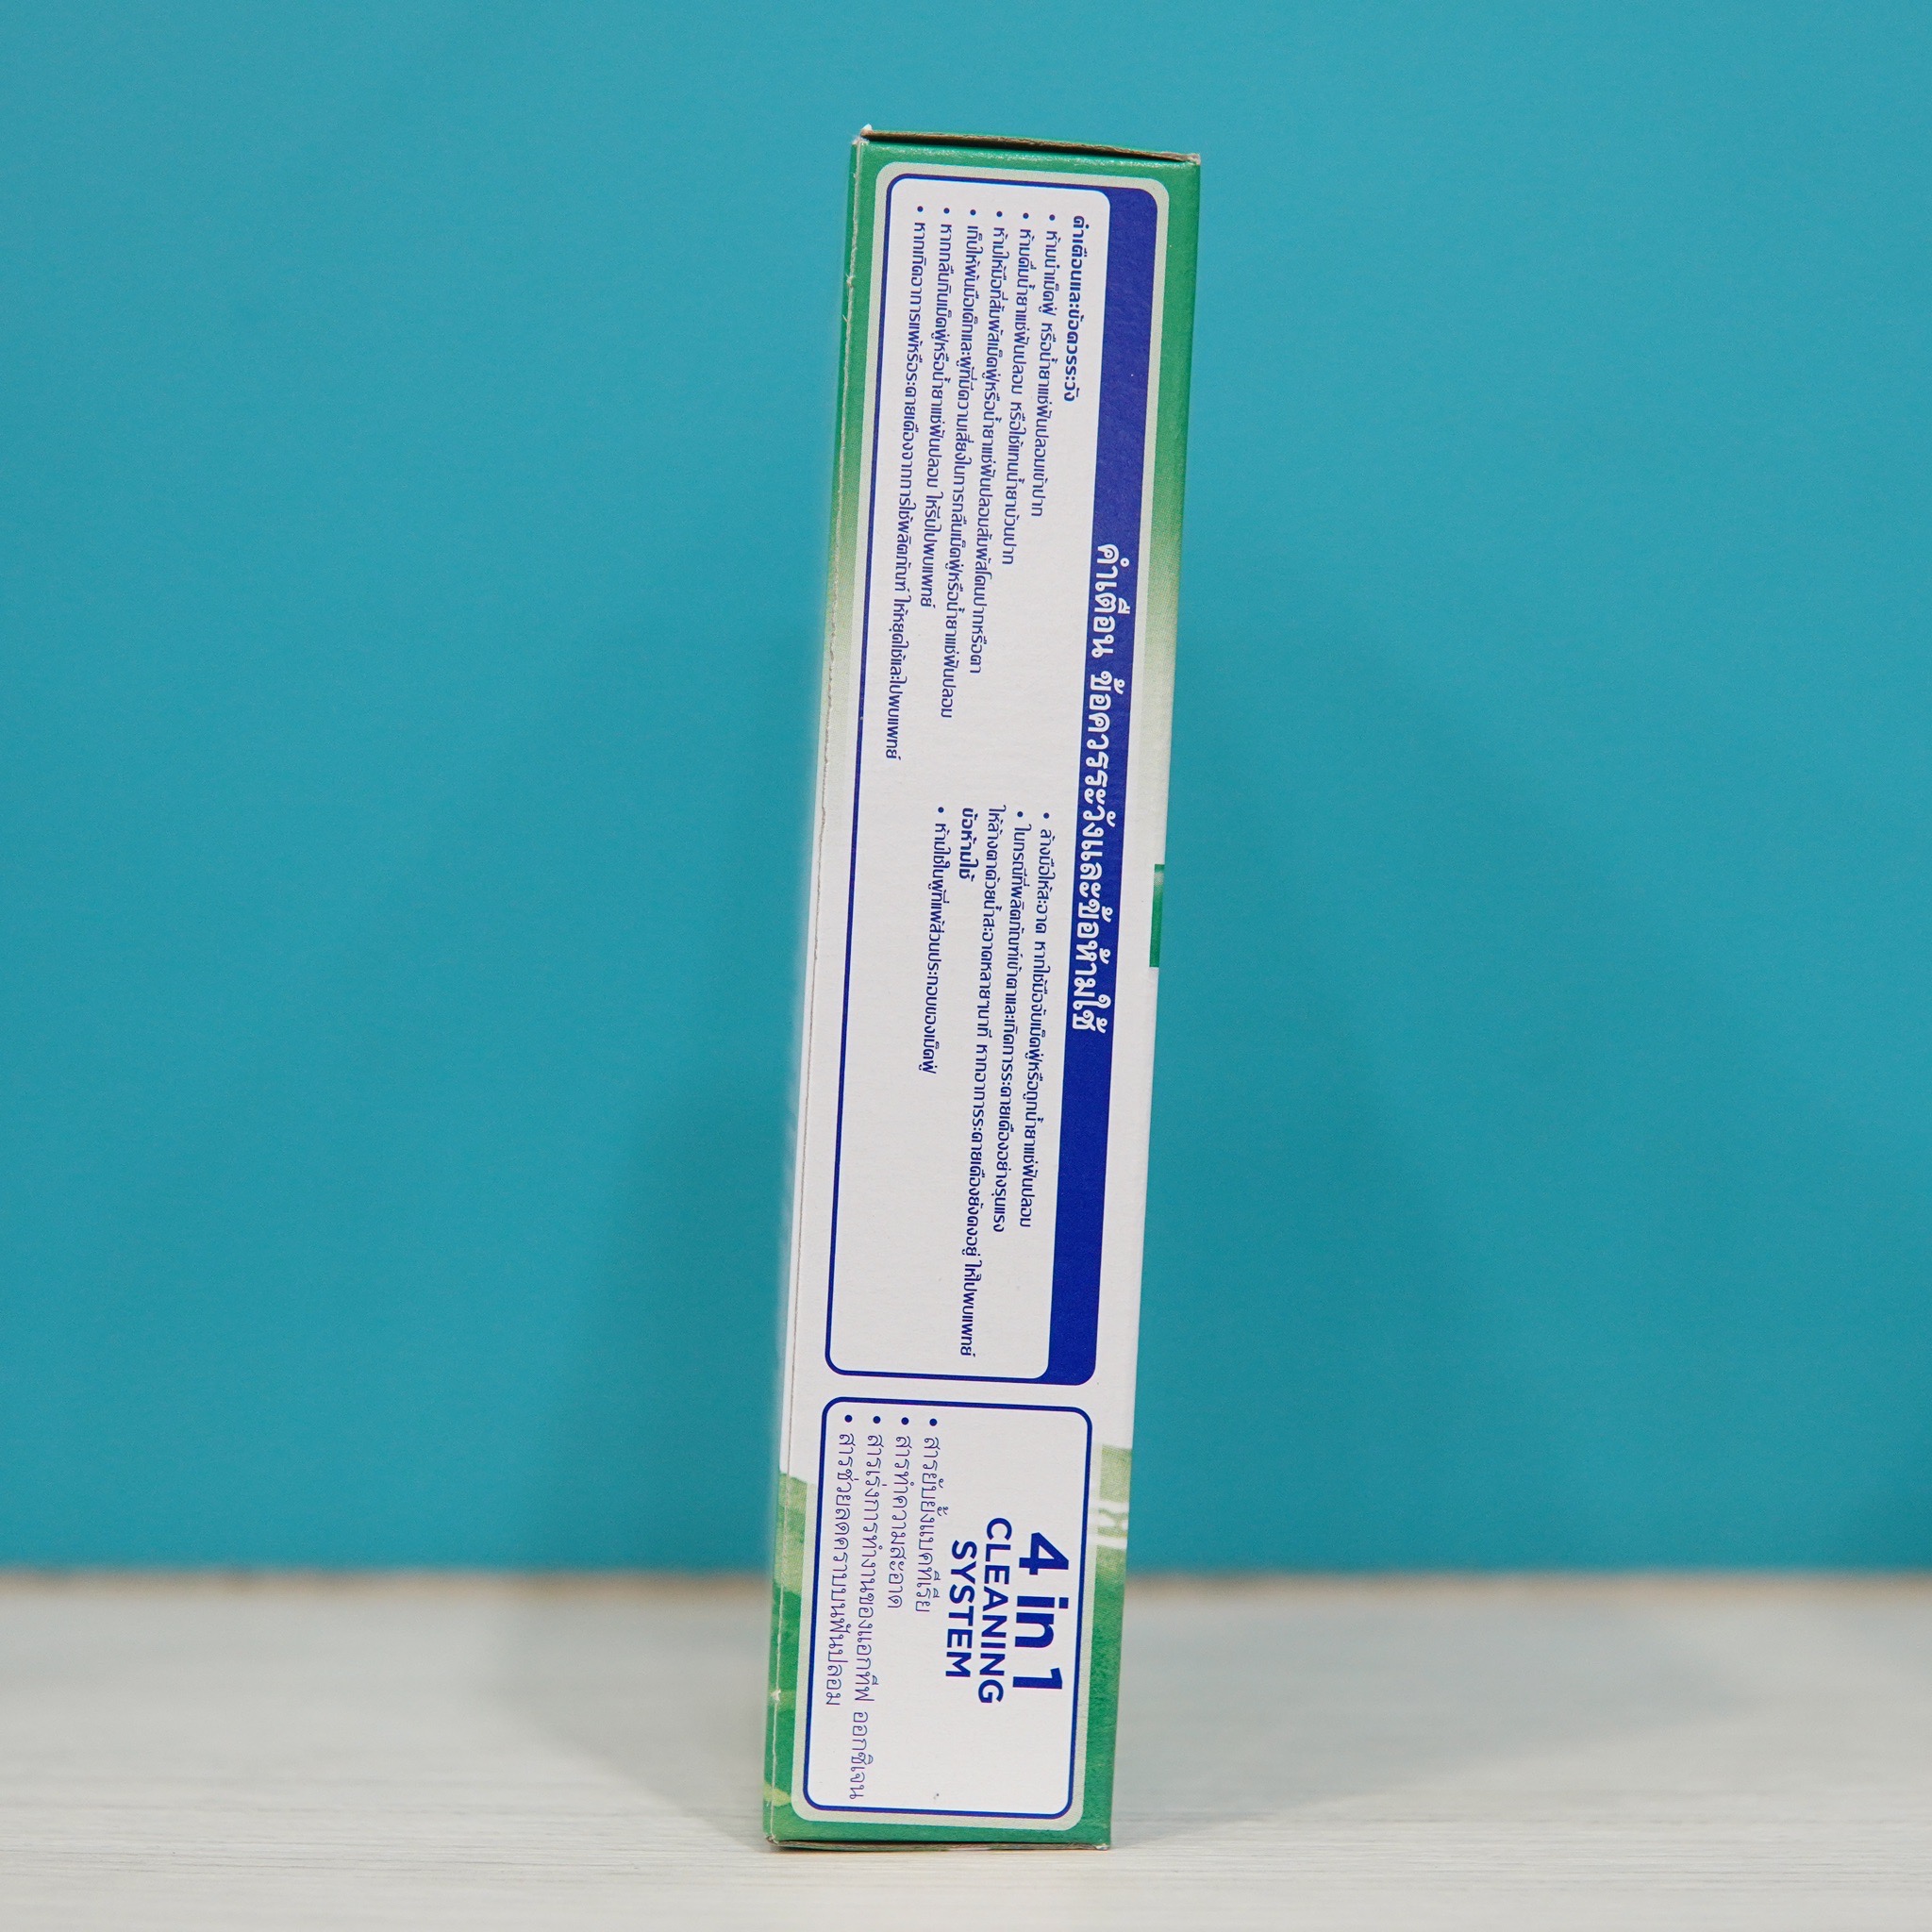 คำเตือน ข้อควรระวังและข้อห้ามใช้
คำเตือนและข้อควรระวัง
• ห้ามนำเม็ดฟู่ หรือน้ำยาแช่ฟันปลอมเข้าปาก
• ห้ามดื่มน้ำยาแช่ฟันปลอม หรือใช้แทนน้ำยาบ้วนปาก
• ห้ามให้มือที่สัมผัสเม็ดฟู่หรือน้ำยาแช่ฟันปลอมสัมผัสโดนปากหรือตา
• เก็บให้พ้นมือเด็กและผู้ที่มีความเสี่ยงในการกลืนเม็ดฟู่หรือน้ำยาแช่ฟันปลอม
• หากกลืนกินเม็ดฟู่หรือน้ำยาแช่ฟันปลอม ให้รีบไปพบแพทย์
• หากเกิดอาการแพ้หรือระคายเคืองจากการใช้ผลิตภัณฑ์ ให้หยุดใช้และไปพบแพทย์
• ล้างมือให้สะอาด หากใช้มือจับเม็ดฟู่หรือถูกน้ำยาแช่ฟันปลอม
• ในกรณีที่ผลิตภัณฑ์เข้าตาและเกิดการระคายเคืองอย่างรุนแรง
ให้ล้างตาด้วยน้ำสะอาดหลายๆนาที หากอาการระคายเคืองยังคงอยู่ ให้ไปพบแพทย์
ข้อห้ามใช้
• ห้ามใช้ในผู้ที่แพ้ส่วนประกอบของเม็ดฟู่
4 in 1
CLEANING
SYSTEM
• สารยับยั้งแบคทีเรีย
• สารทำความสะอาด
• สารเร่งการทำงานของแอกทีฟ ออกซิเจน
• สารช่วยลดคราบบนฟันปลอม